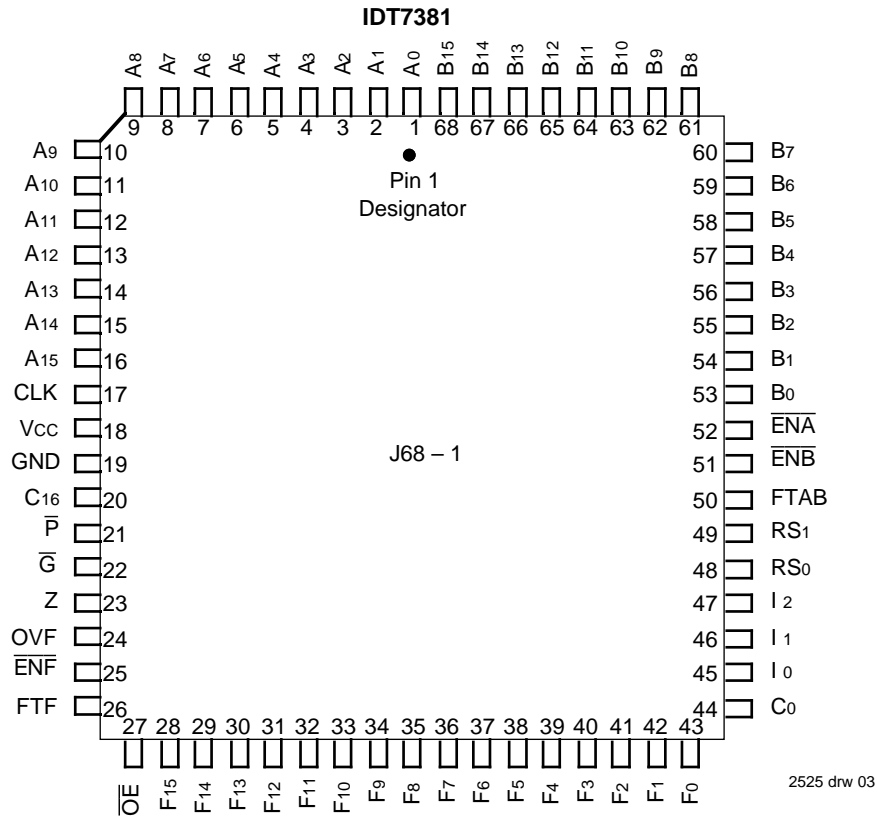 IDT7381
A8 A7 A6 A5 A4 A3 A2 A1 A0 B15 B14 B13 B12 B11 B10 B9 B8
9 8 7 6 5 4 3 2 1 68 67 66 65 64 63 62 61
A9 10 60 B7
A10 11 59 B6
A11 12 58 B5
A12 13 57 B4
A13 14 56 B3
A14 15 55 B2
A15 16 54 B1
CLK 17 53 B0
VCC 18 52 E̅N̅A̅
GND 19 51 E̅N̅B̅
C16 20 50 FTAB
P̅ 21 49 RS1
G̅ 22 48 RS0
Z 23 47 I 2
OVF 24 46 I 1
E̅N̅F̅ 25 45 I 0
FTF 26 44 C0
Pin 1
Designator
J68 – 1
27 28 29 30 31 32 33 34 35 36 37 38 39 40 41 42 43
O̅E̅ F15 F14 F13 F12 F11 F10 F9 F8 F7 F6 F5 F4 F3 F2 F1 F0
2525 drw 03